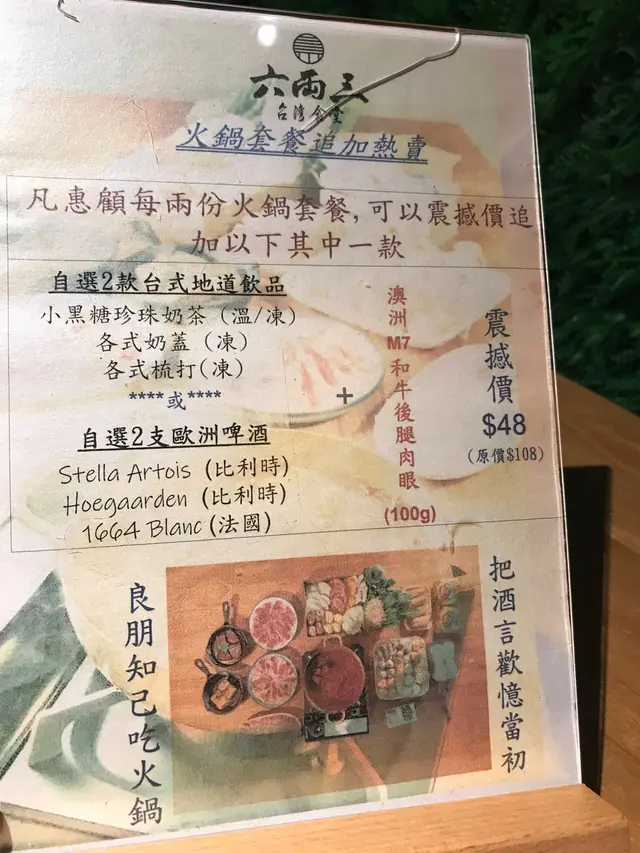 六兩三
台灣食堂
火鍋套餐追加熱賣
凡惠顧每兩份火鍋套餐,可以震撼價追
加以下其中一款
自選2款台式地道飲品
小黑糖珍珠奶茶 (溫/凍)
各式奶蓋 (凍)
各式梳打(凍)
****或****
自選2支歐洲啤酒
Stella Artois (比利時)
Hoegaarden (比利時)
1664 Blanc (法國)
+
澳洲M7和牛後腿肉眼
(100g)
震撼價
$48
(原價$108)
良朋知己吃火鍋
把酒言歡憶當初